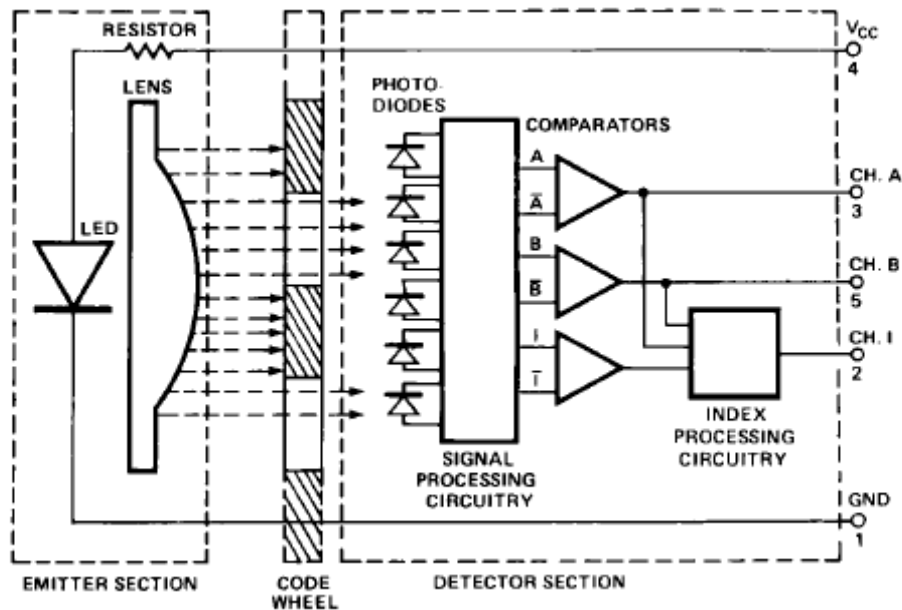 RESISTOR
LENS
LED
PHOTO-
DIODES
COMPARATORS
A
A̅
B
B̅
I
I̅
VCC
4
CH. A
3
CH. B
5
CH. I
2
GND
1
SIGNAL
PROCESSING
CIRCUITRY
INDEX
PROCESSING
CIRCUITRY
EMITTER SECTION
CODE
WHEEL
DETECTOR SECTION